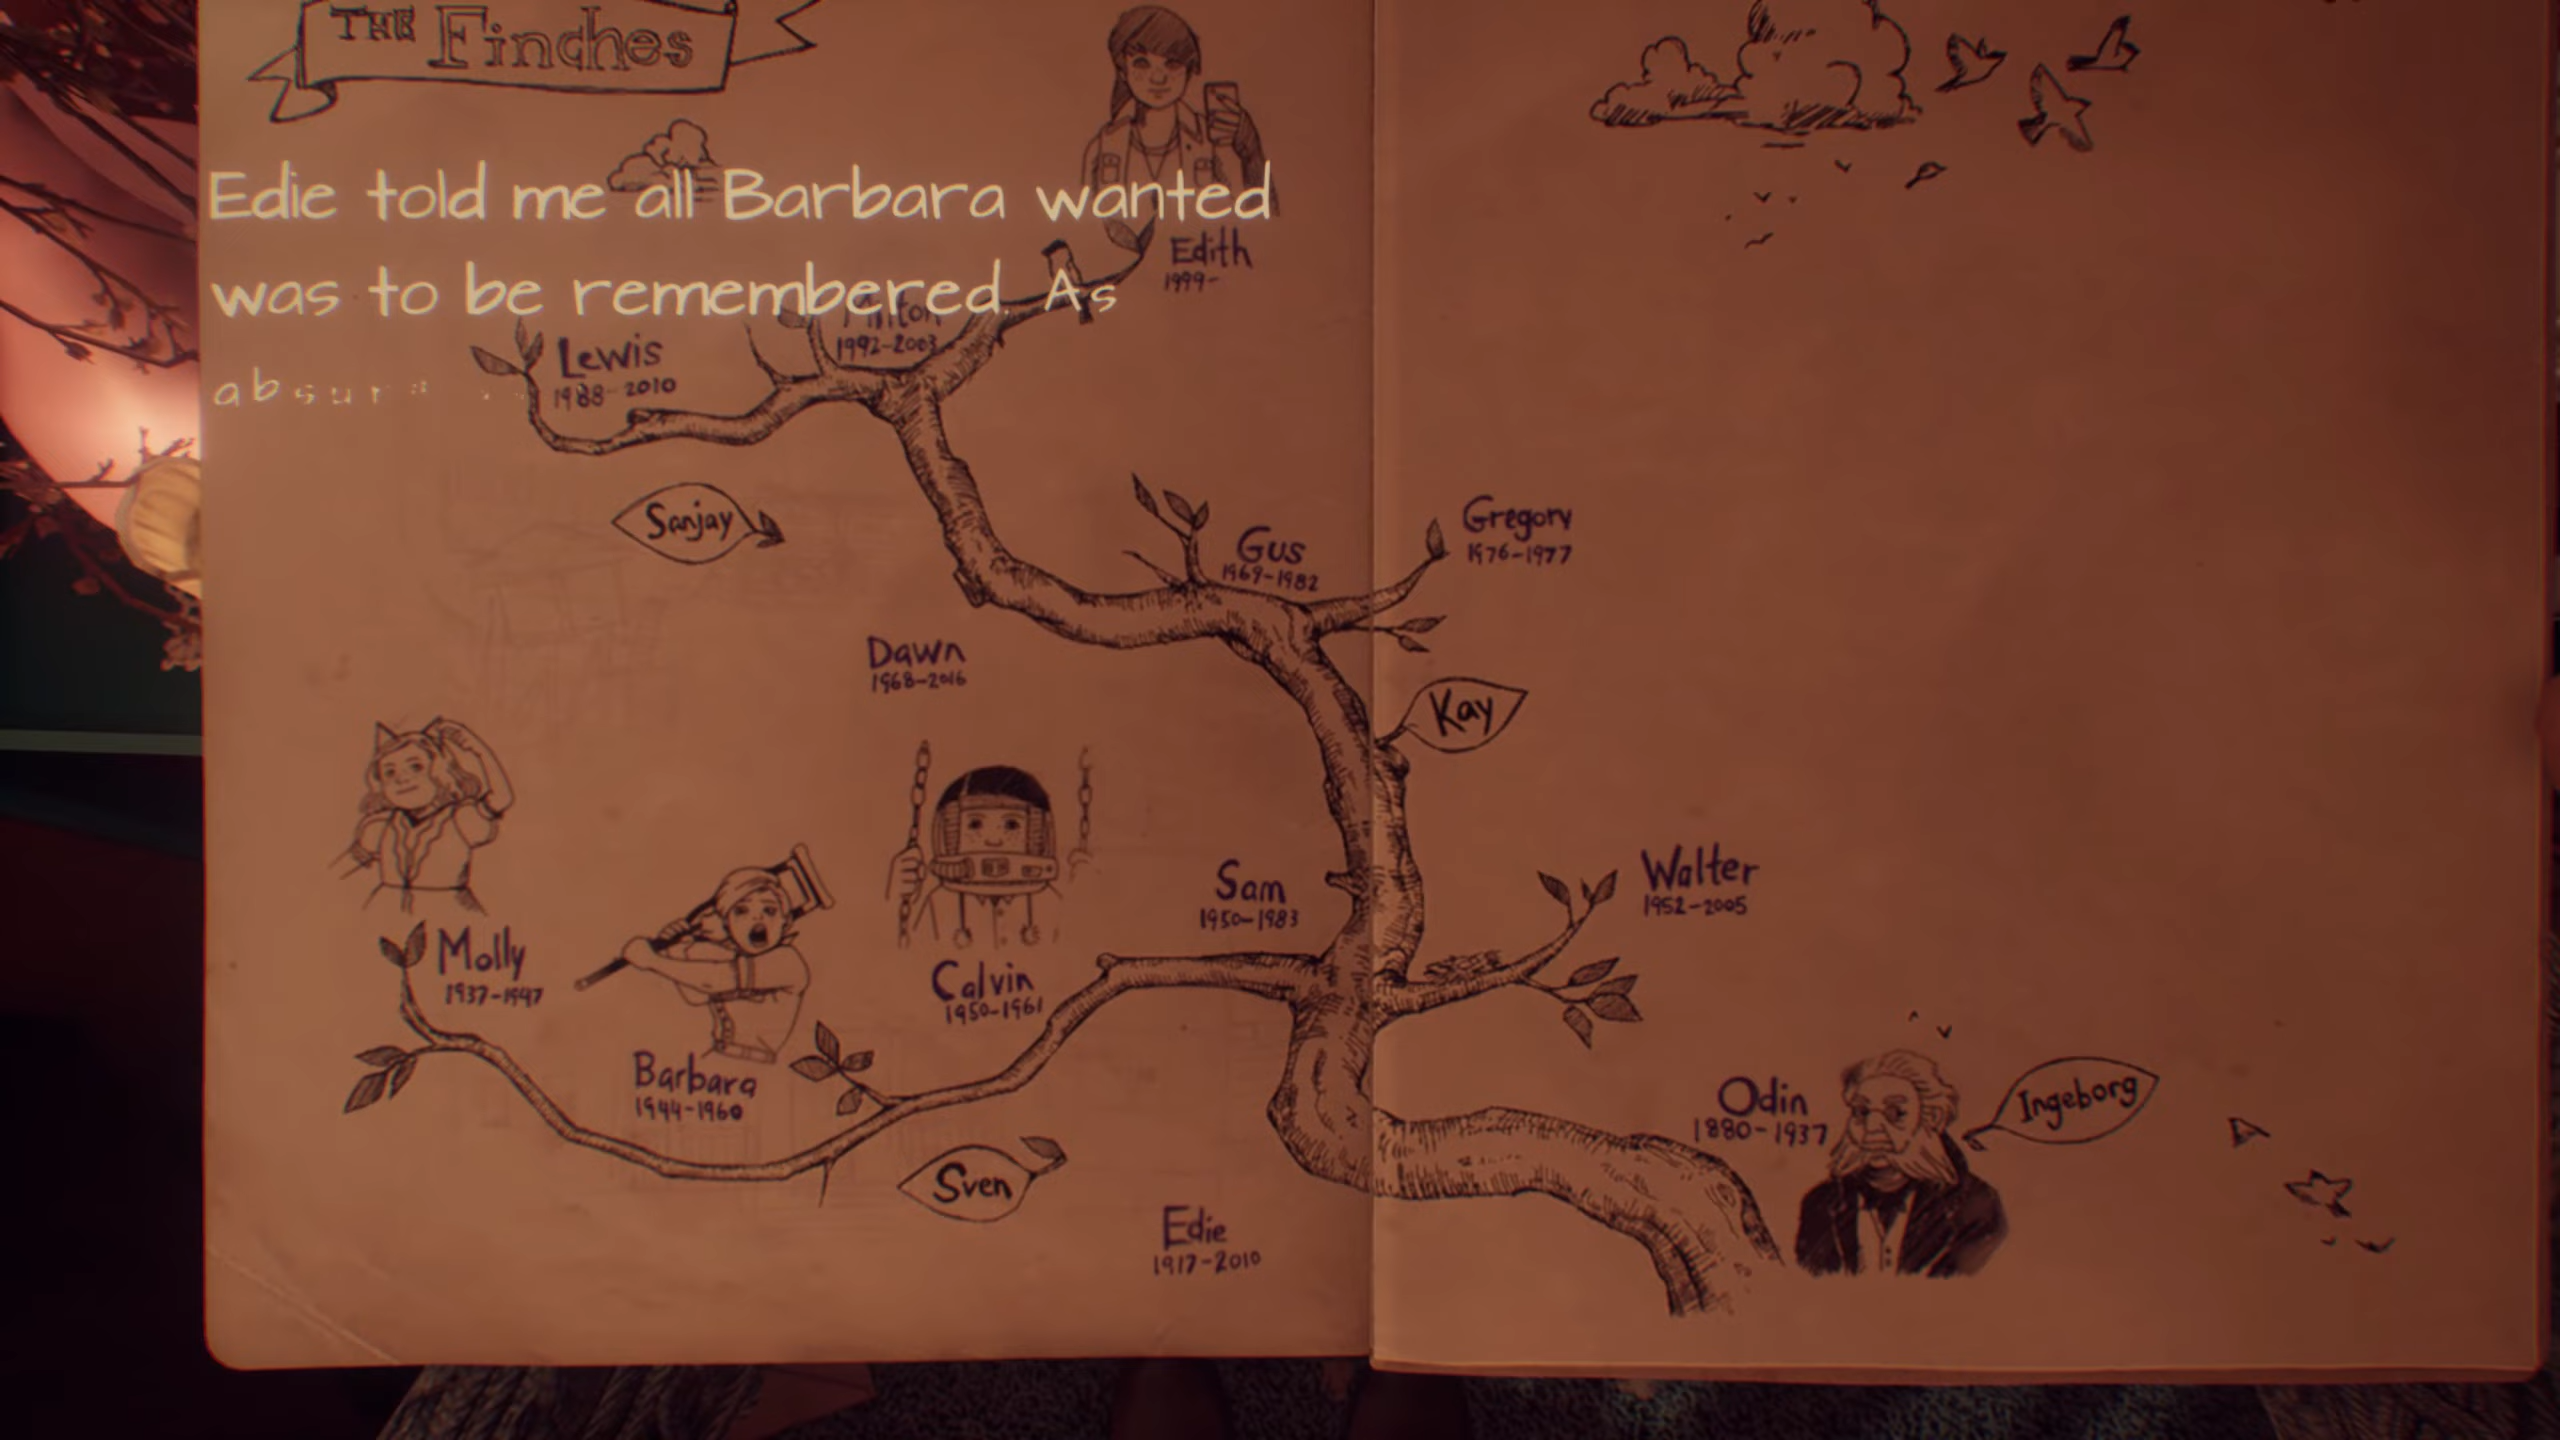 THE Finches
Edie told me all Barbara wanted
was to be remembered. As
Edith
1999-
1992-2003
Lewis
1988-2010
Sanjay
Gus
1969-1982
Gregory
1976-1977
Dawn
1968-2016
Kay
Sam
1950-1983
Walter
1952-2005
Molly
1937-1947
Calvin
1950-1961
Barbara
1944-1960
Odin
1880-1937
Ingeborg
Sven
Edie
1917-2010